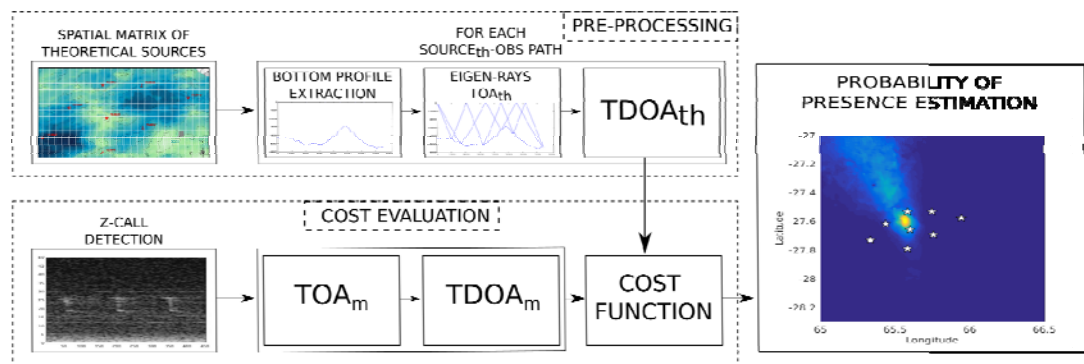 PRE-PROCESSING
SPATIAL MATRIX OF
THEORETICAL SOURCES
FOR EACH
SOURCEth-OBS PATH
BOTTOM PROFILE
EXTRACTION
EIGEN-RAYS
TOAth
TDOAth
COST EVALUATION
Z-CALL
DETECTION
TOAm
TDOAm
COST
FUNCTION
PROBABILITY OF
PRESENCE ESTIMATION
-27
-27.2
-27.4
-27.6
-27.8
-28
-28.2
Latitude
65 65.5 66 66.5
Longitude